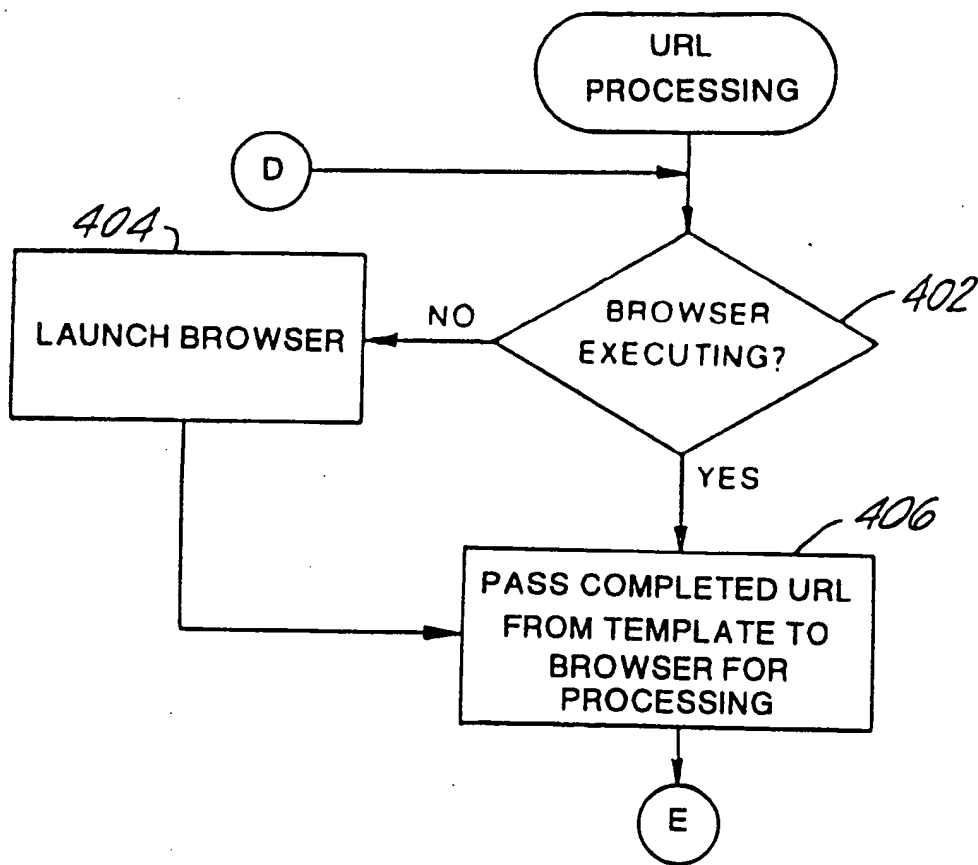 URL
PROCESSING
D
404
LAUNCH BROWSER
NO
BROWSER
EXECUTING?
402
YES
406
PASS COMPLETED URL
FROM TEMPLATE TO
BROWSER FOR
PROCESSING
E